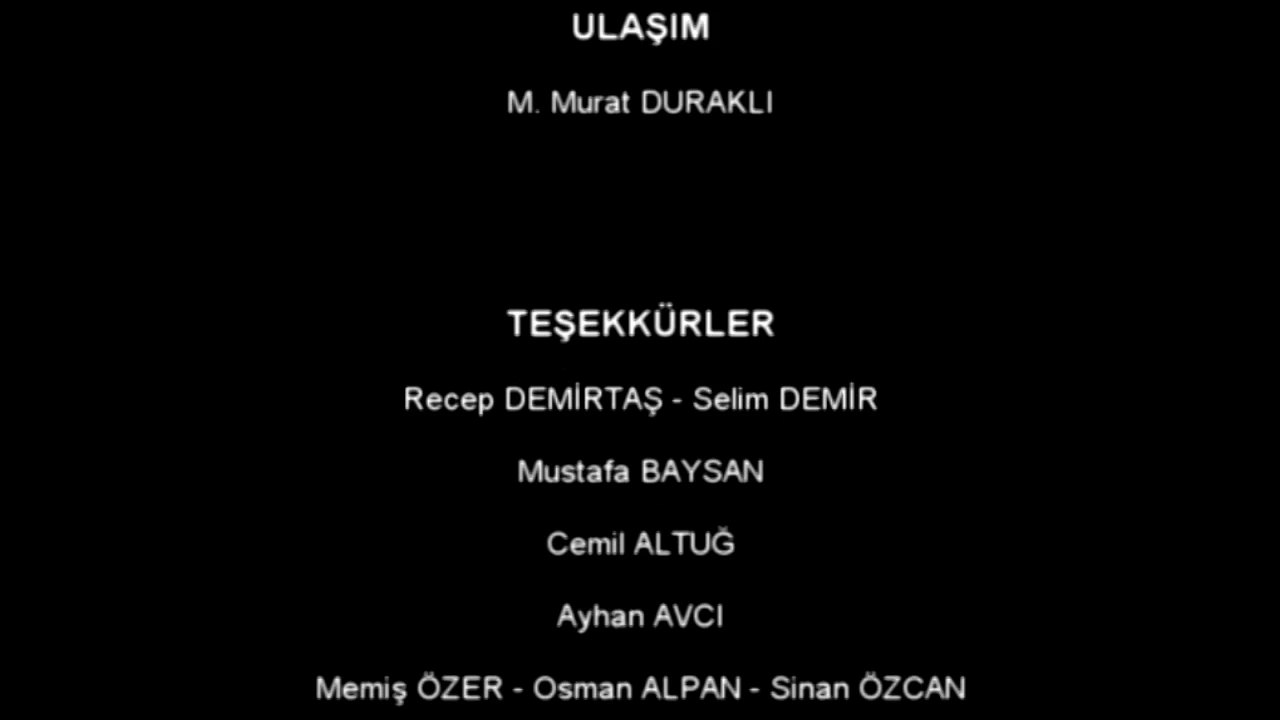 ULAŞIM
M. Murat DURAKLI
TEŞEKKÜRLER
Recep DEMİRTAŞ - Selim DEMİR
Mustafa BAYSAN
Cemil ALTUĞ
Ayhan AVCI
Memiş ÖZER - Osman ALPAN - Sinan ÖZCAN